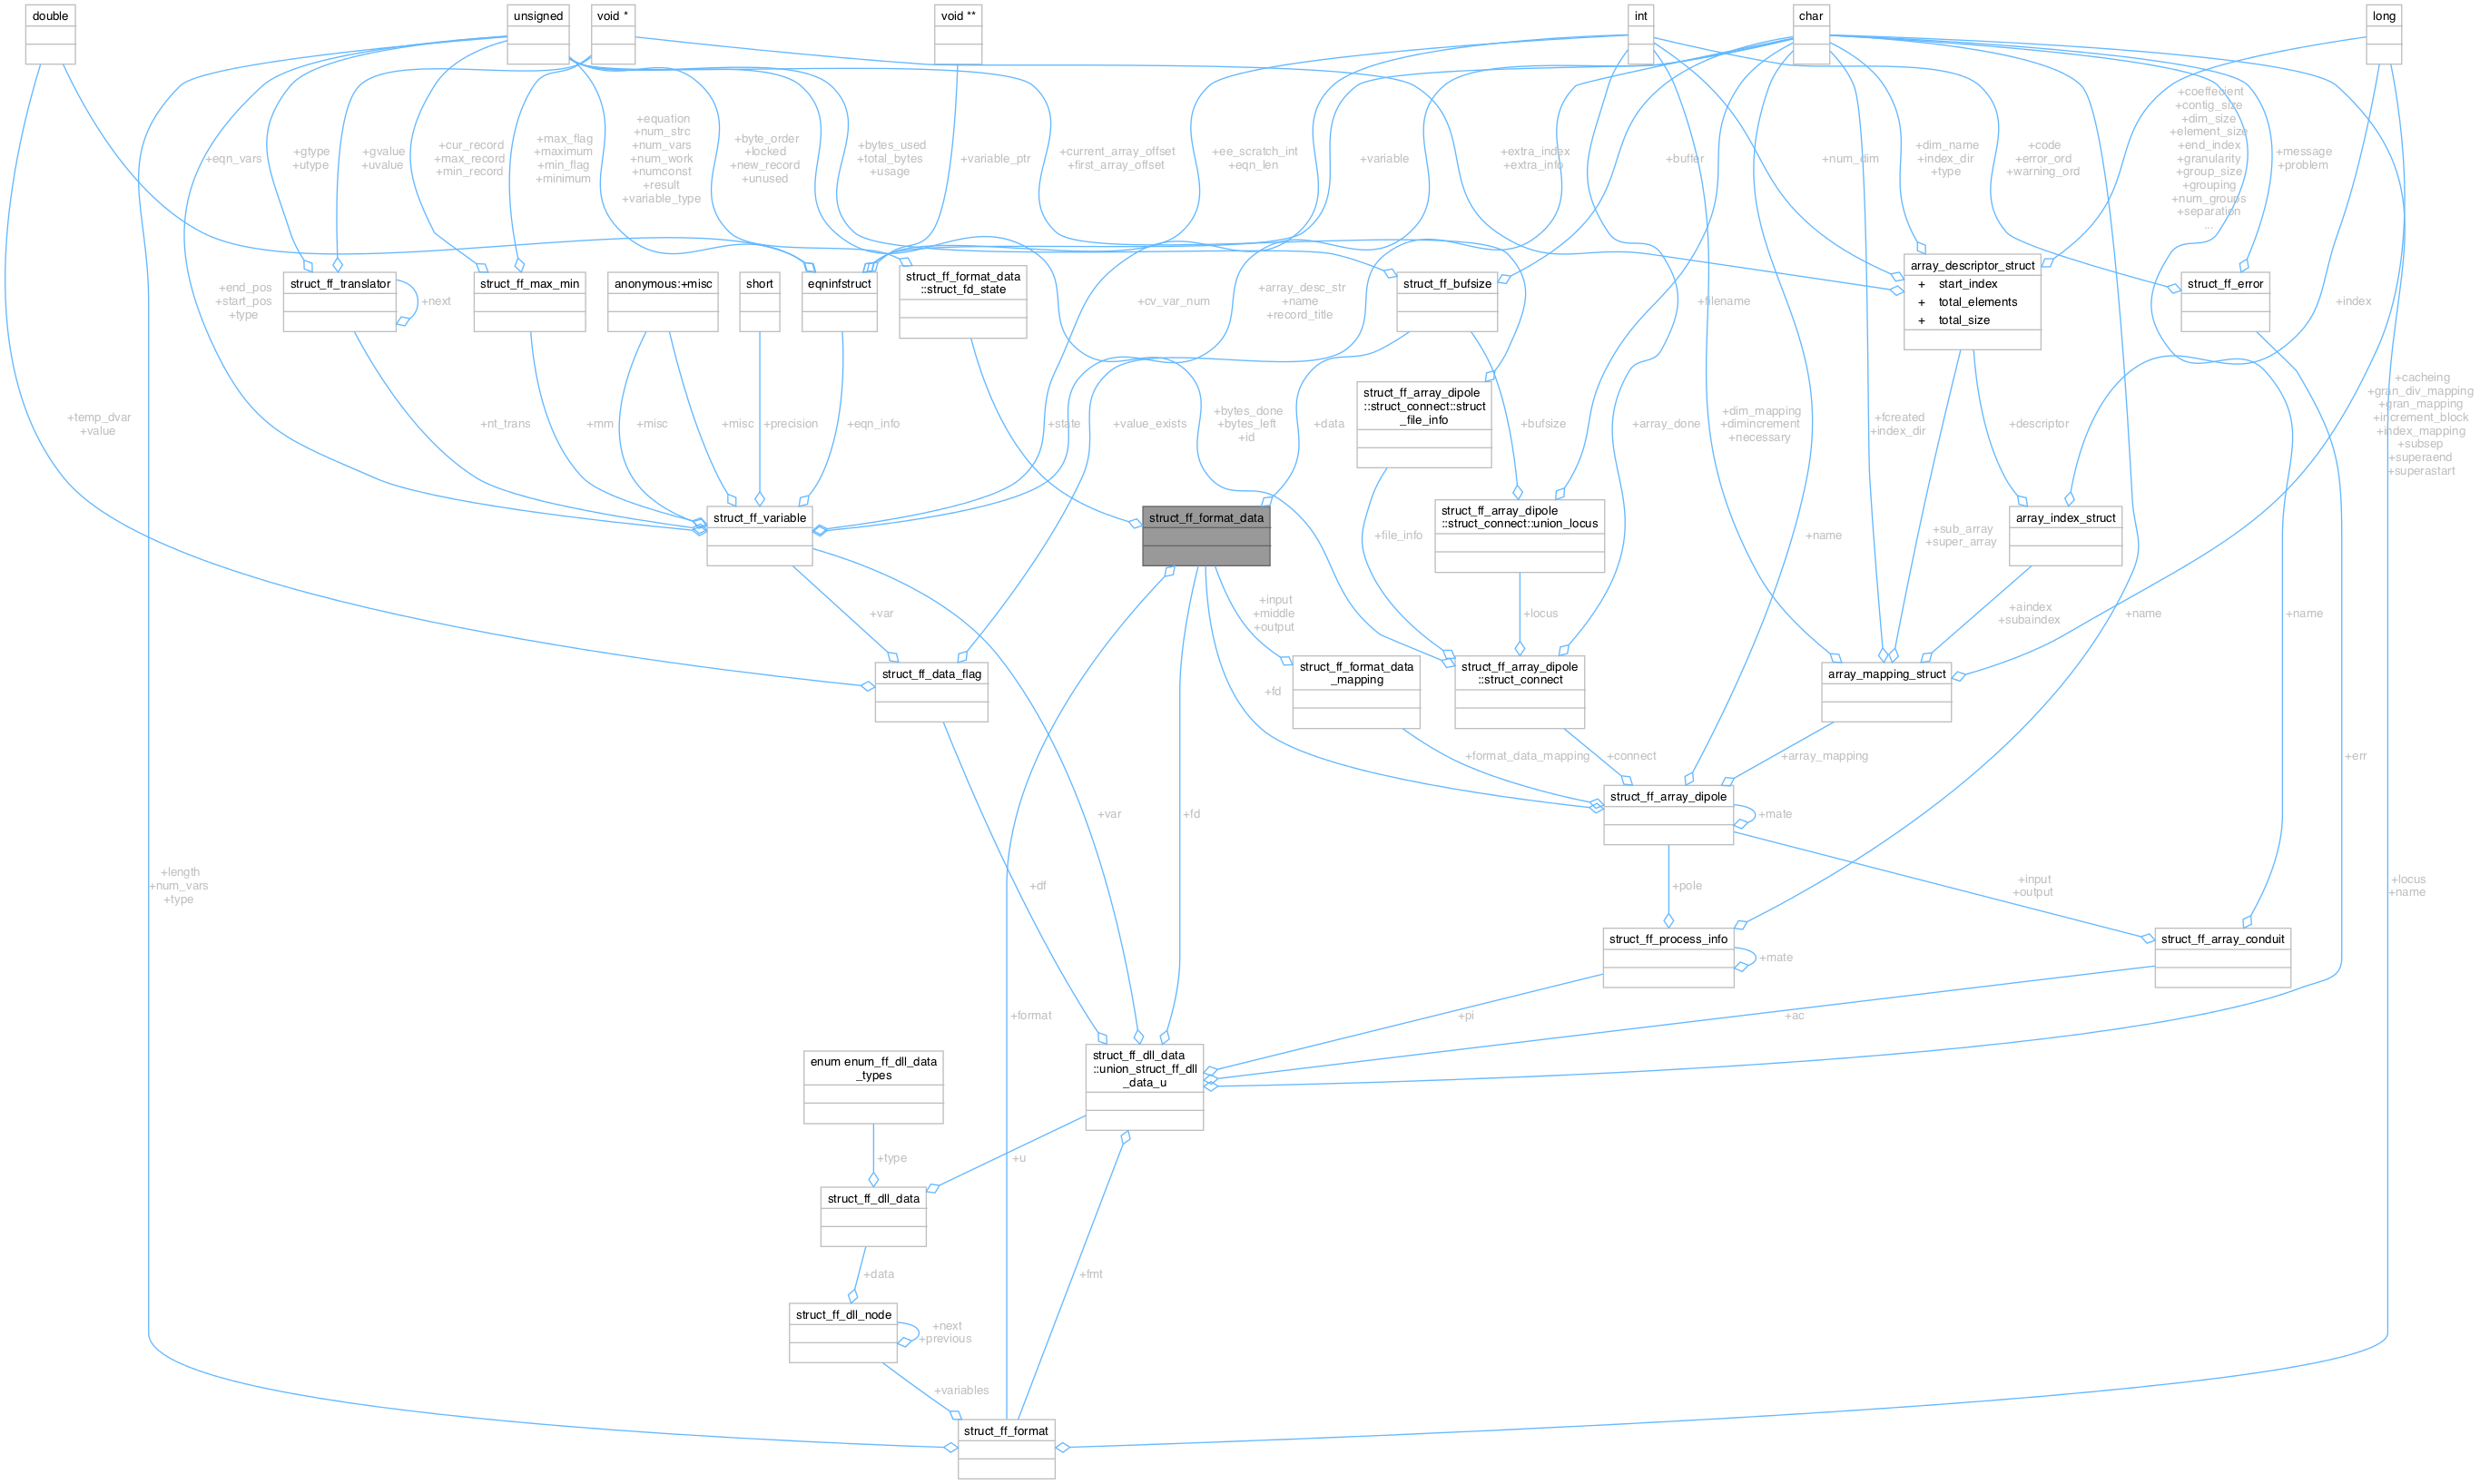 double
unsigned
void *
void **
int
char
long
+coeffecient
+contig_size
+dim_size
+element_size
+end_index
+granularity
+group_size
+grouping
+num_groups
+separation
...
+eqn_vars
+gtype
+utype
+gvalue
+uvalue
+cur_record
+max_record
+min_record
+max_flag
+maximum
+min_flag
+minimum
+equation
+num_strc
+num_vars
+num_work
+numconst
+result
+variable_type
+byte_order
+locked
+new_record
+unused
+bytes_used
+total_bytes
+usage
+variable_ptr
+current_array_offset
+first_array_offset
+ee_scratch_int
+eqn_len
+variable
+extra_index
+extra_info
+buffer
+num_dim
+dim_name
+index_dir
+type
+code
+error_ord
+warning_ord
+message
+problem
+end_pos
+start_pos
+type
struct_ff_translator
+next
struct_ff_max_min
anonymous:+misc
short
eqninfstruct
struct_ff_format_data
::struct_fd_state
+cv_var_num
+array_desc_str
+name
+record_title
struct_ff_bufsize
+filename
array_descriptor_struct
+ start_index
+ total_elements
+ total_size
struct_ff_error
+index
struct_ff_array_dipole
::struct_connect::struct
_file_info
+temp_dvar
+value
+nt_trans
+mm
+misc
+misc
+precision
+eqn_info
+state
+value_exists
+bytes_done
+bytes_left
+id
+data
+bufsize
+array_done
+dim_mapping
+dimincrement
+necessary
+fcreated
+index_dir
+descriptor
+cacheing
+gran_div_mapping
+gran_mapping
+increment_block
+index_mapping
+subsep
+superaend
+superastart
struct_ff_variable
struct_ff_format_data
+file_info
struct_ff_array_dipole
::struct_connect::union_locus
+name
+sub_array
+super_array
array_index_struct
+var
+input
+middle
+output
+locus
+aindex
+subaindex
+name
+name
struct_ff_data_flag
+fd
struct_ff_format_data
_mapping
struct_ff_array_dipole
::struct_connect
array_mapping_struct
+format_data_mapping
+connect
+array_mapping
+err
struct_ff_array_dipole
+mate
+var
+fd
+length
+num_vars
+type
+df
+pole
+input
+output
+locus
+name
struct_ff_process_info
+mate
struct_ff_array_conduit
+format
+pi
+ac
enum enum_ff_dll_data
_types
struct_ff_dll_data
::union_struct_ff_dll
_data_u
+type
+u
struct_ff_dll_data
+data
+fmt
struct_ff_dll_node
+next
+previous
+variables
struct_ff_format